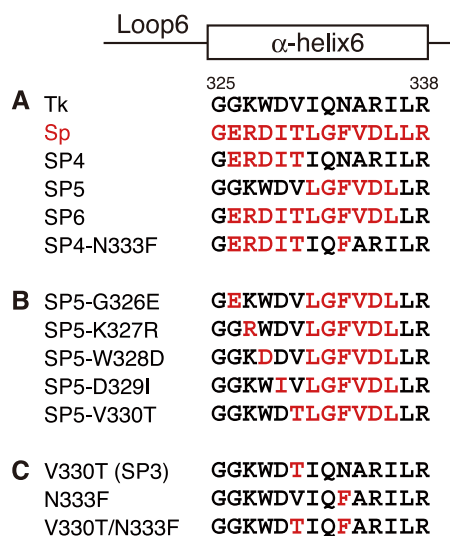 Loop6
α-helix6
325 338
A Tk GGKWDVIQNARILR
Sp GERDITLGFVDLLR
SP4 GERDITIQNARILR
SP5 GGKWDVLGFVDLLR
SP6 GERDITLGFVDLLR
SP4-N333F GERDITIQFARILR
B SP5-G326E GEKWDVLGFVDLLR
SP5-K327R GGRWDVLGFVDLLR
SP5-W328D GGKDDVLGFVDLLR
SP5-D329I GGKWIVLGFVDLLR
SP5-V330T GGKWDTLGFVDLLR
C V330T (SP3) GGKWDTIQNARILR
N333F GGKWDVIQFARILR
V330T/N333F GGKWDTIQFARILR